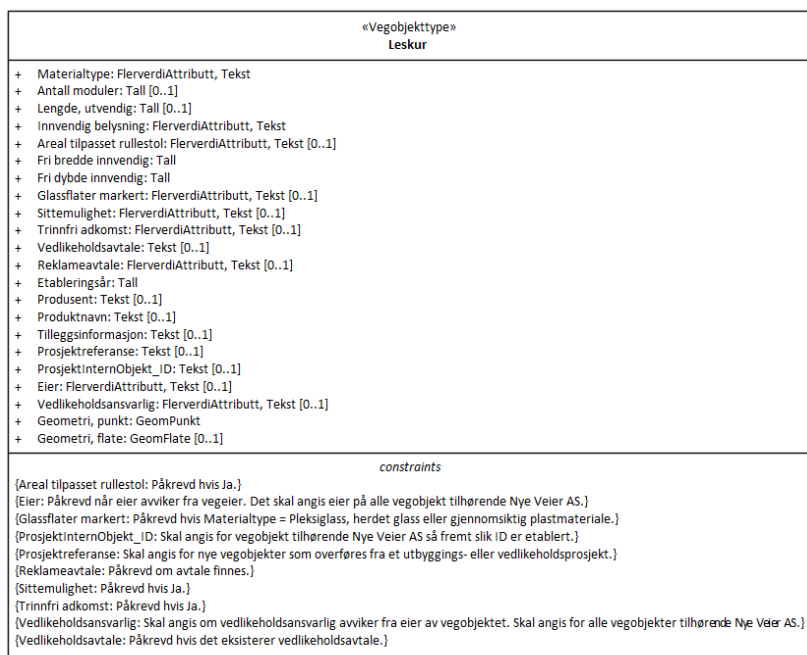 «Vegobjekttype»
Leskur
+ Materialtype: FlerverdiAttributt, Tekst
+ Antall moduler: Tall [0..1]
+ Lengde, utvendig: Tall [0..1]
+ Innvendig belysning: FlerverdiAttributt, Tekst
+ Areal tilpasset rullestol: FlerverdiAttributt, Tekst [0..1]
+ Fri bredde innvendig: Tall
+ Fri dybde innvendig: Tall
+ Glassflater markert: FlerverdiAttributt, Tekst [0..1]
+ Sittemulighet: FlerverdiAttributt, Tekst [0..1]
+ Trinnfri adkomst: FlerverdiAttributt, Tekst [0..1]
+ Vedlikeholdsavtale: Tekst [0..1]
+ Reklameavtale: FlerverdiAttributt, Tekst [0..1]
+ Etableringsår: Tall
+ Produsent: Tekst [0..1]
+ Produktnavn: Tekst [0..1]
+ Tilleggsinformasjon: Tekst [0..1]
+ Prosjektreferanse: Tekst [0..1]
+ ProsjektInternObjekt_ID: Tekst [0..1]
+ Eier: FlerverdiAttributt, Tekst [0..1]
+ Vedlikeholdsansvarlig: FlerverdiAttributt, Tekst [0..1]
+ Geometri, punkt: GeomPunkt
+ Geometri, flate: GeomFlate [0..1]
constraints
{Areal tilpasset rullestol: Påkrevd hvis Ja.}
{Eier: Påkrevd når eier avviker fra vegeier. Det skal angis eier på alle vegobjekt tilhørende Nye Veier AS.}
{Glassflater markert: Påkrevd hvis Materialtype = Pleksiglass, herdet glass eller gjennomsiktig plastmateriale.}
{ProsjektInternObjekt_ID: Skal angis for vegobjekt tilhørende Nye Veier AS så fremt slik ID er etablert.}
{Prosjektreferanse: Skal angis for nye vegobjekter som overføres fra et utbyggings- eller vedlikeholdsprosjekt.}
{Reklameavtale: Påkrevd om avtale finnes.}
{Sittemulighet: Påkrevd hvis Ja.}
{Trinnfri adkomst: Påkrevd hvis Ja.}
{Vedlikeholdsansvarlig: Skal angis om vedlikeholdsansvarlig avviker fra eier av vegobjektet. Skal angis for alle vegobjekter tilhørende Nye Veier AS.}
{Vedlikeholdsavtale: Påkrevd hvis det eksisterer vedlikeholdsavtale.}